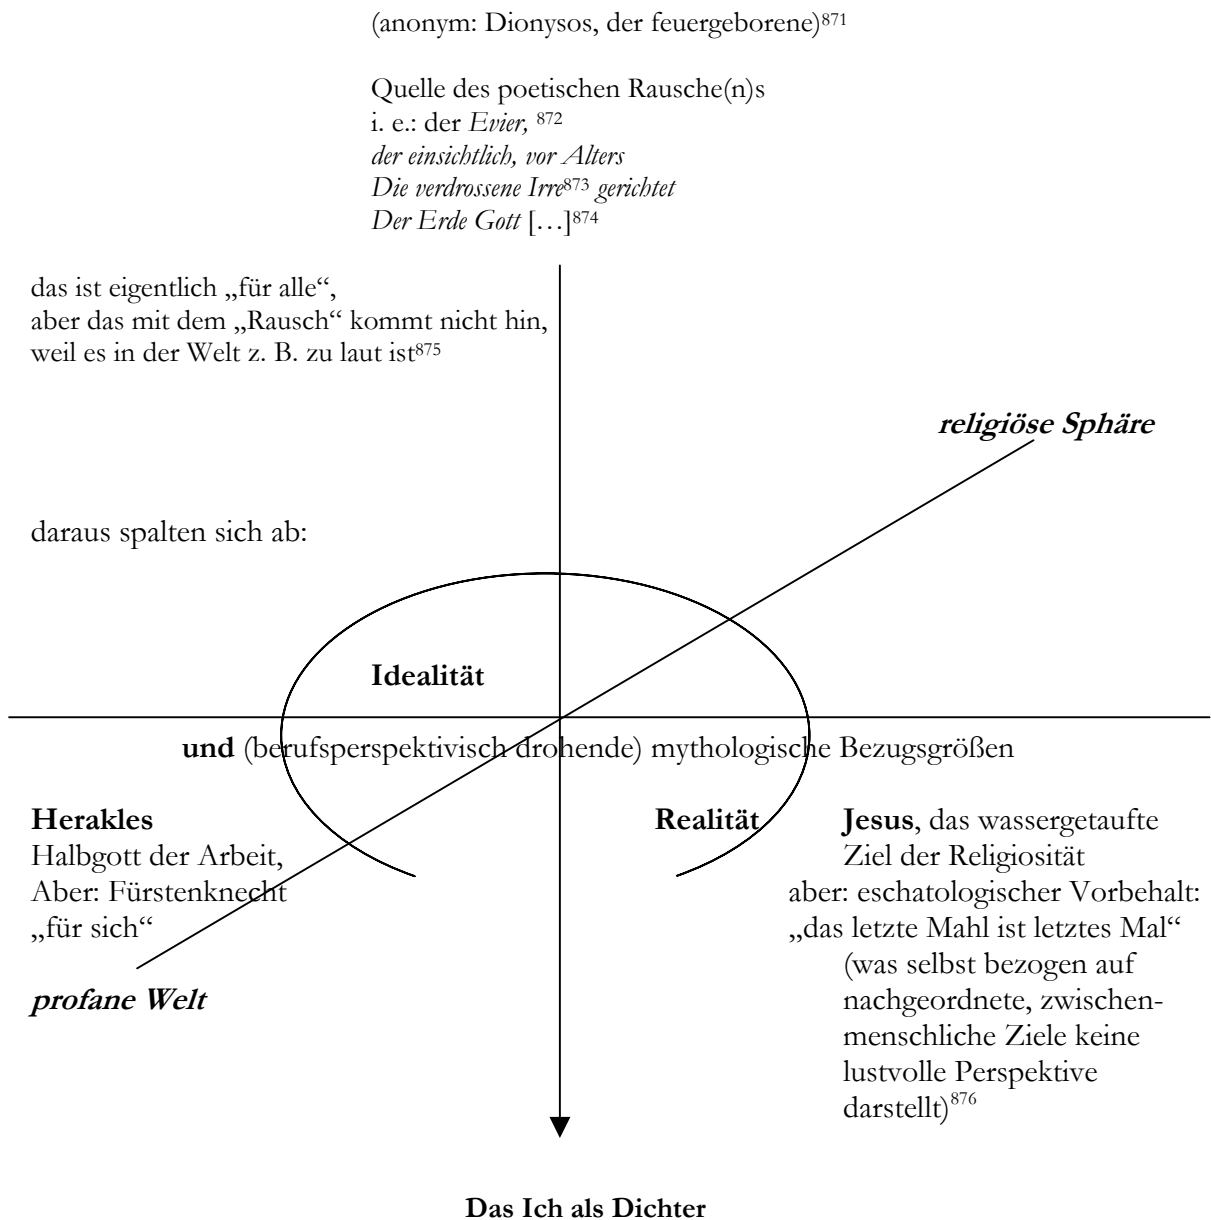 (anonym: Dionysos, der feuergeborene)871
Quelle des poetischen Rausche(n)s
i. e.: der Evier, 872
der einsichtlich, vor Alters
Die verdrossene Irre873 gerichtet
Der Erde Gott […]874
das ist eigentlich „für alle“,
aber das mit dem „Rausch“ kommt nicht hin,
weil es in der Welt z. B. zu laut ist875
religiöse Sphäre
daraus spalten sich ab:
Idealität
und (berufsperspektivisch drohende) mythologische Bezugsgrößen
Herakles
Halbgott der Arbeit,
Aber: Fürstenknecht
„für sich“
profane Welt
Realität
Jesus, das wassergetaufte
Ziel der Religiosität
aber: eschatologischer Vorbehalt:
„das letzte Mahl ist letztes Mal“
(was selbst bezogen auf
nachgeordnete, zwischen-
menschliche Ziele keine
lustvolle Perspektive
darstellt)876
Das Ich als Dichter